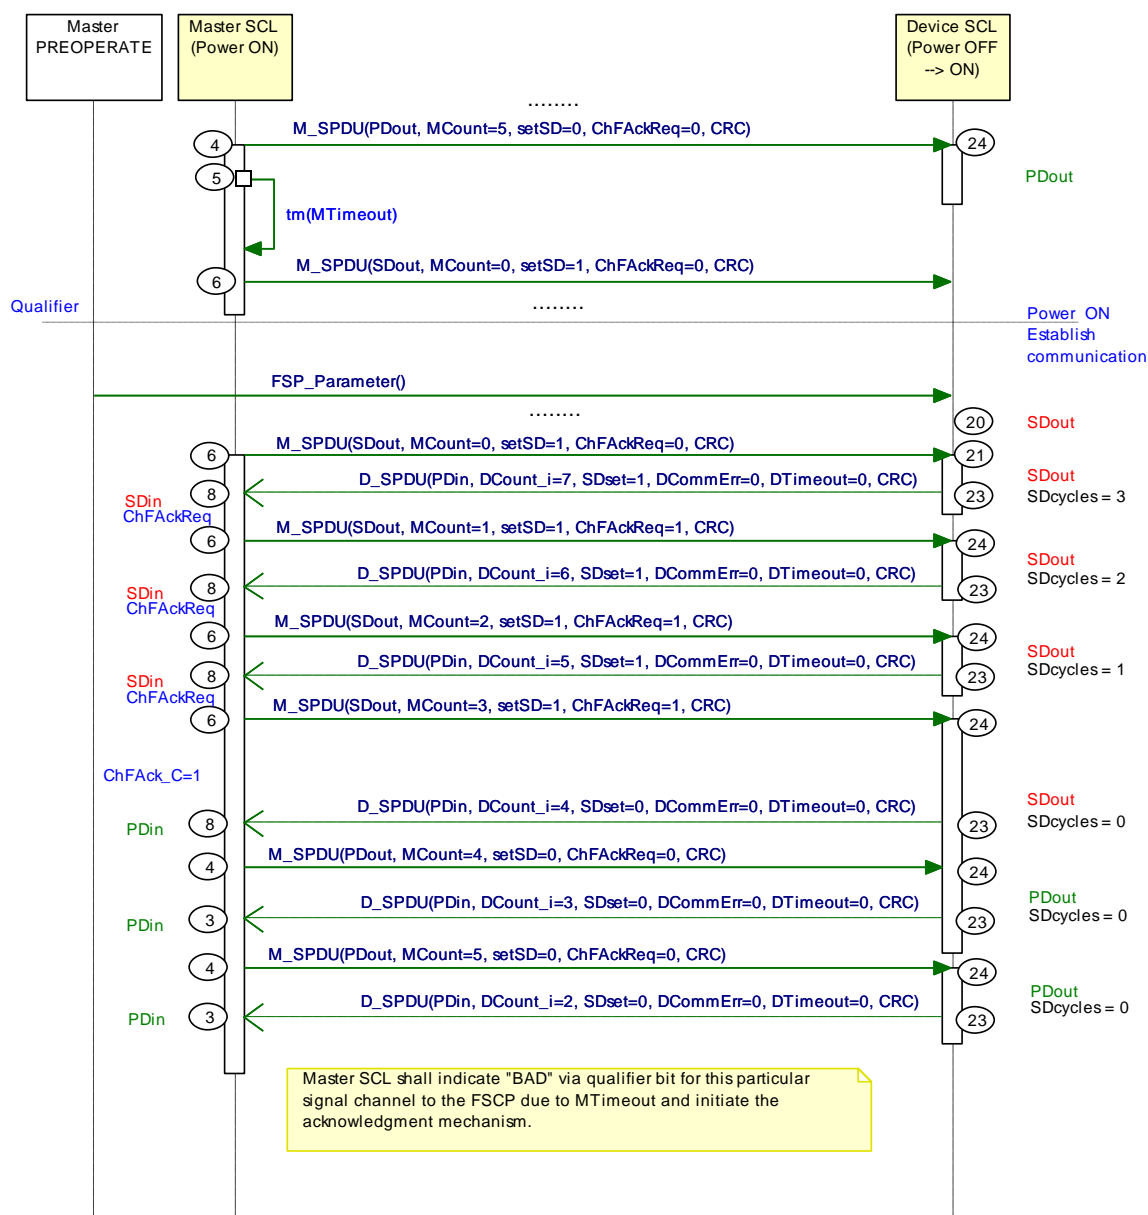 Master
PREOPERATE
Master SCL
(Power ON)
Device SCL
(Power OFF
--> ON)
........
M_SPDU(PDout, MCount=5, setSD=0, ChFAckReq=0, CRC)
4
24
5
PDout
tm(MTimeout)
M_SPDU(SDout, MCount=0, setSD=1, ChFAckReq=0, CRC)
6
Qualifier
........
Power ON
Establish
communication
FSP_Parameter()
........
20
SDout
M_SPDU(SDout, MCount=0, setSD=1, ChFAckReq=0, CRC)
6
21
D_SPDU(PDin, DCount_i=7, SDset=1, DCommErr=0, DTimeout=0, CRC)
SDout
8
23
SDcycles = 3
SDin
ChFAckReq
M_SPDU(SDout, MCount=1, setSD=1, ChFAckReq=1, CRC)
6
24
SDout
D_SPDU(PDin, DCount_i=6, SDset=1, DCommErr=0, DTimeout=0, CRC)
SDcycles = 2
8
23
SDin
ChFAckReq
M_SPDU(SDout, MCount=2, setSD=1, ChFAckReq=1, CRC)
6
24
SDout
D_SPDU(PDin, DCount_i=5, SDset=1, DCommErr=0, DTimeout=0, CRC)
SDcycles = 1
8
23
SDin
ChFAckReq
M_SPDU(SDout, MCount=3, setSD=1, ChFAckReq=1, CRC)
6
24
ChFAck_C=1
D_SPDU(PDin, DCount_i=4, SDset=0, DCommErr=0, DTimeout=0, CRC)
SDout
PDin
8
23
SDcycles = 0
M_SPDU(PDout, MCount=4, setSD=0, ChFAckReq=0, CRC)
4
24
D_SPDU(PDin, DCount_i=3, SDset=0, DCommErr=0, DTimeout=0, CRC)
PDout
PDin
3
23
SDcycles = 0
M_SPDU(PDout, MCount=5, setSD=0, ChFAckReq=0, CRC)
4
24
D_SPDU(PDin, DCount_i=2, SDset=0, DCommErr=0, DTimeout=0, CRC)
PDout
PDin
3
23
SDcycles = 0
Master SCL shall indicate "BAD" via qualifier bit for this particular
signal channel to the FSCP due to MTimeout and initiate the
acknowledgment mechanism.